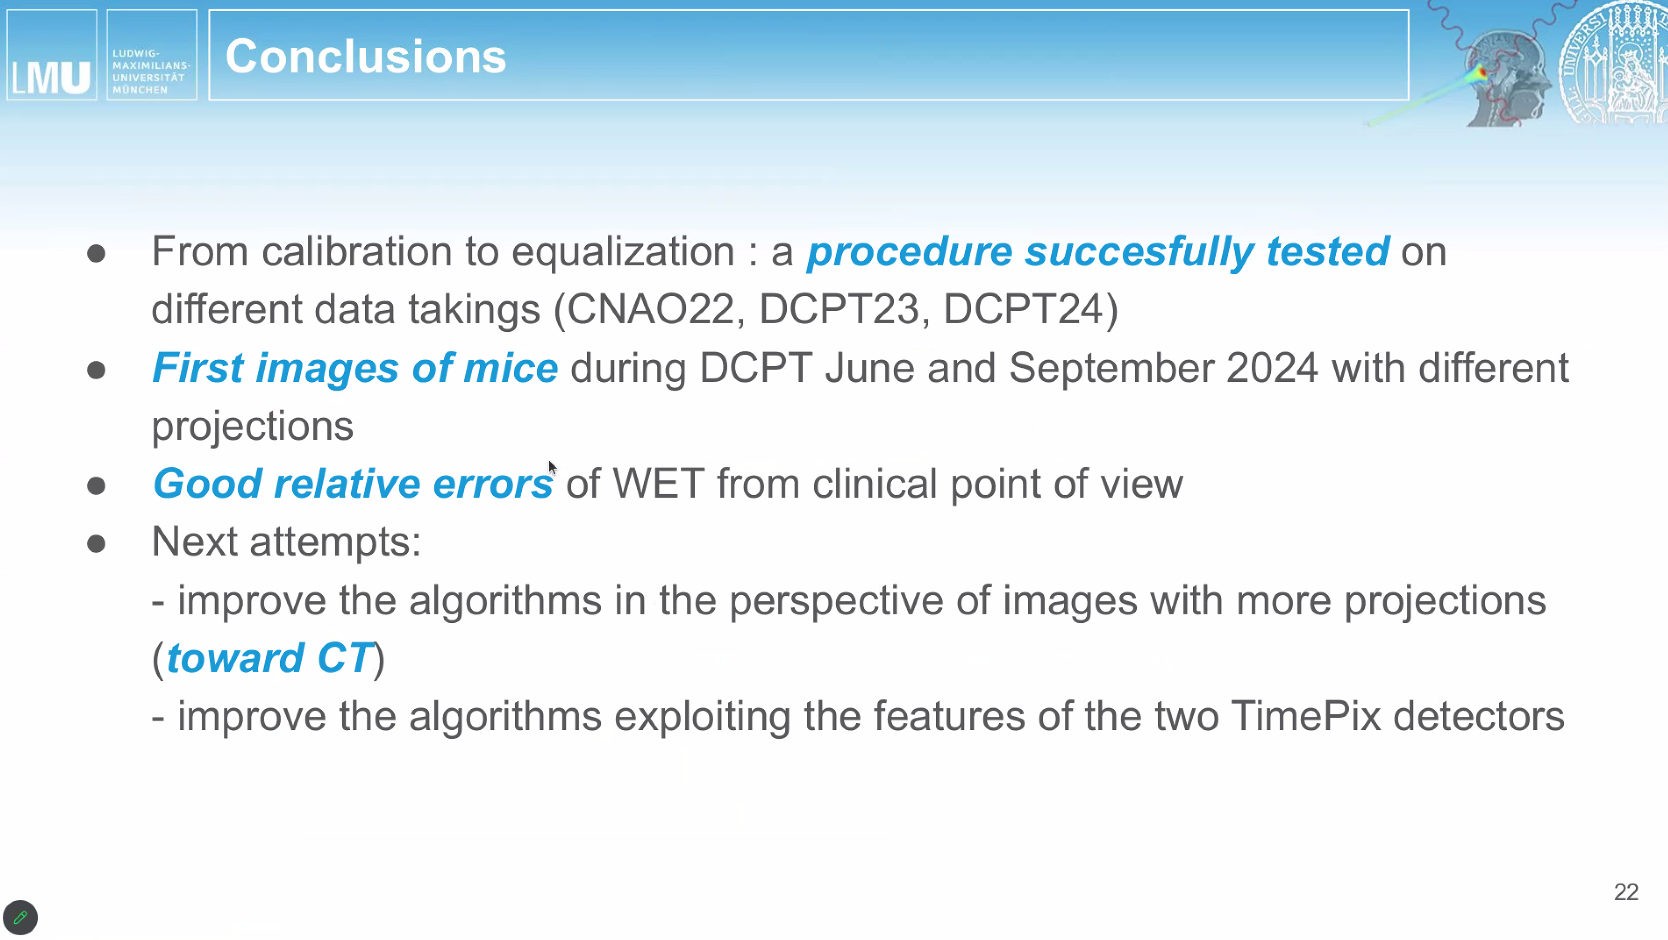 LMU
LUDWIG-
MAXIMILIANS-
UNIVERSITÄT
MÜNCHEN
Conclusions
● From calibration to equalization : a procedure succesfully tested on
different data takings (CNAO22, DCPT23, DCPT24)
● First images of mice during DCPT June and September 2024 with different
projections
● Good relative errors of WET from clinical point of view
● Next attempts:
- improve the algorithms in the perspective of images with more projections
(toward CT)
- improve the algorithms exploiting the features of the two TimePix detectors
22